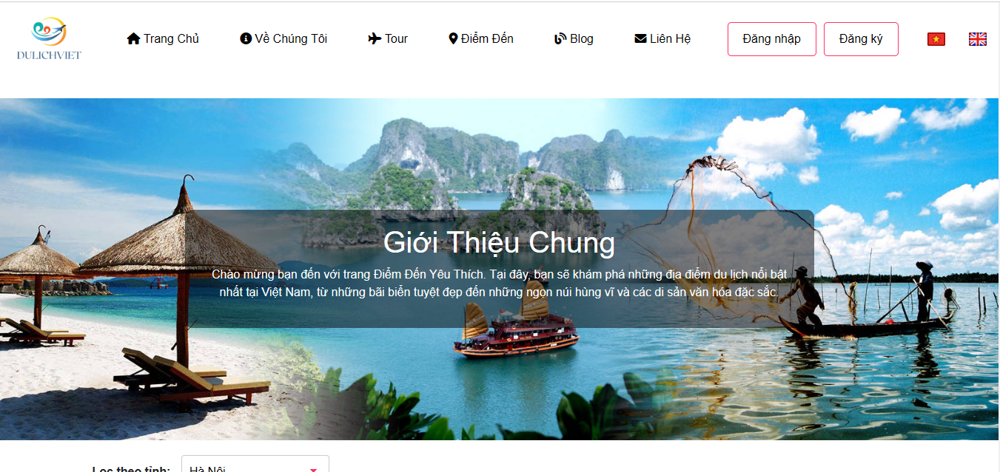 DULICHVIET
Trang Chủ
Về Chúng Tôi
Tour
Điểm Đến
Blog
Liên Hệ
Đăng nhập
Đăng ký
Giới Thiệu Chung
Chào mừng bạn đến với trang Điểm Đến Yêu Thích. Tại đây, bạn sẽ khám phá những địa điểm du lịch nổi bật
nhất tại Việt Nam, từ những bãi biển tuyệt đẹp đến những ngọn núi hùng vĩ và các di sản văn hóa đặc sắc.
Lọc theo tỉnh:
Hà Nội